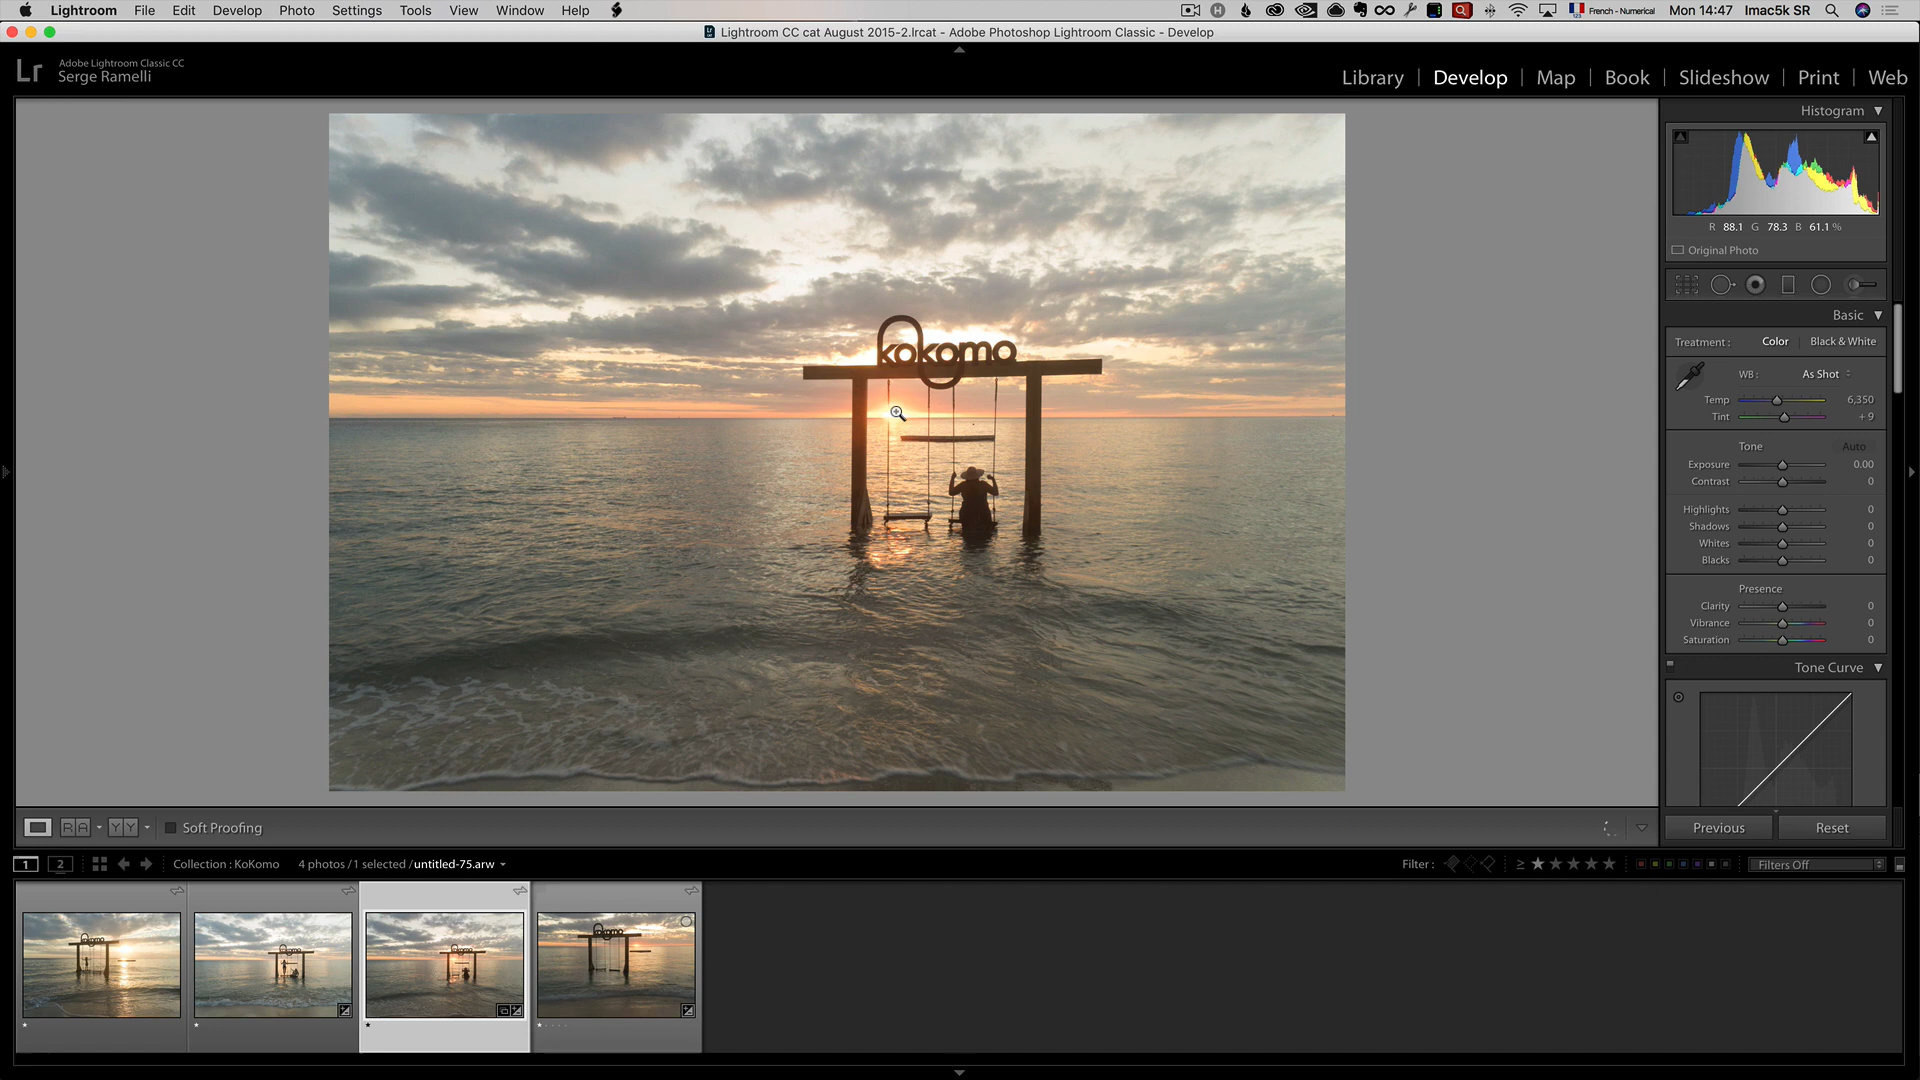 Lightroom File Edit Develop Photo Settings Tools View Window Help
French - Numerical Mon 14:47 Imac5k SR
Lightroom CC cat August 2015-2.lrcat - Adobe Photoshop Lightroom Classic - Develop
Lr
Adobe Lightroom Classic CC
Serge Ramelli
Library | Develop | Map | Book | Slideshow | Print | Web
Histogram
R 88.1 G 78.3 B 61.1 %
Original Photo
Basic
Treatment : Color Black & White
WB : As Shot
Temp 6,350
Tint + 9
Tone Auto
Exposure 0.00
Contrast 0
Highlights 0
Shadows 0
Whites 0
Blacks 0
Presence
Clarity 0
Vibrance 0
Saturation 0
Tone Curve
kokomo
Previous Reset
R A Y Y Soft Proofing
1 2 Collection : KoKomo 4 photos / 1 selected / untitled-75.arw
Filter : ≥ ★ ★ ★ ★ ★ Filters Off
kokomo
kokomo
kokomo
kokomo